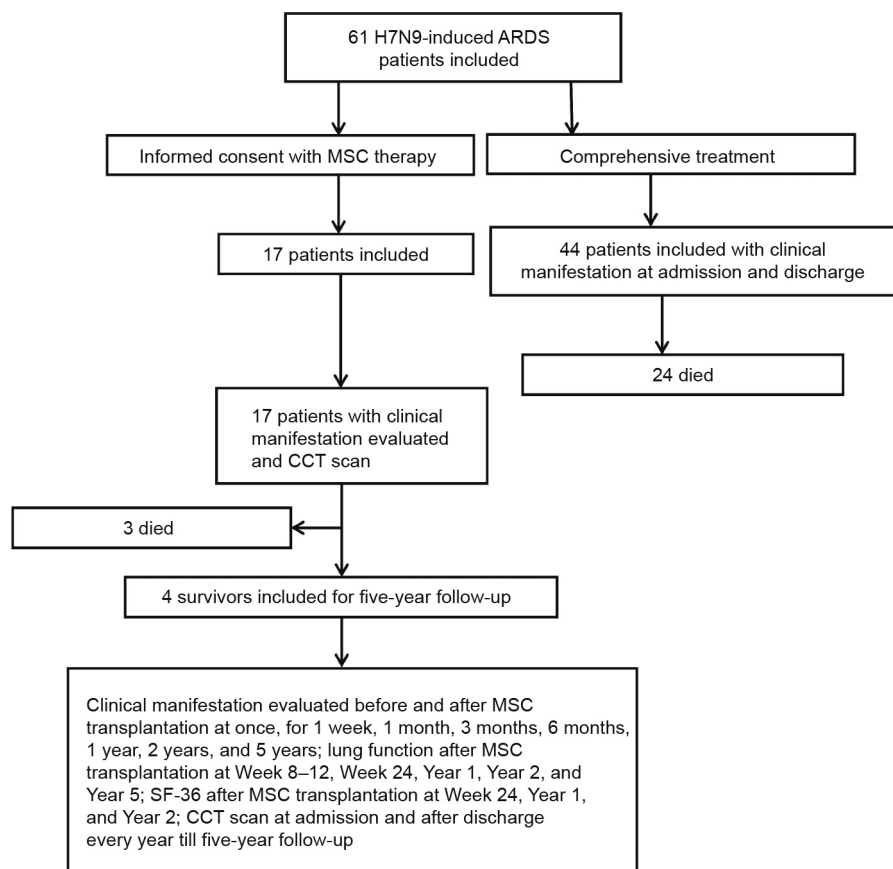 61 H7N9-induced ARDS
patients included
Informed consent with MSC therapy
Comprehensive treatment
17 patients included
44 patients included with clinical
manifestation at admission and discharge
24 died
17 patients with clinical
manifestation evaluated
and CCT scan
3 died
4 survivors included for five-year follow-up
Clinical manifestation evaluated before and after MSC
transplantation at once, for 1 week, 1 month, 3 months, 6 months,
1 year, 2 years, and 5 years; lung function after MSC
transplantation at Week 8–12, Week 24, Year 1, Year 2, and
Year 5; SF-36 after MSC transplantation at Week 24, Year 1,
and Year 2; CCT scan at admission and after discharge
every year till five-year follow-up